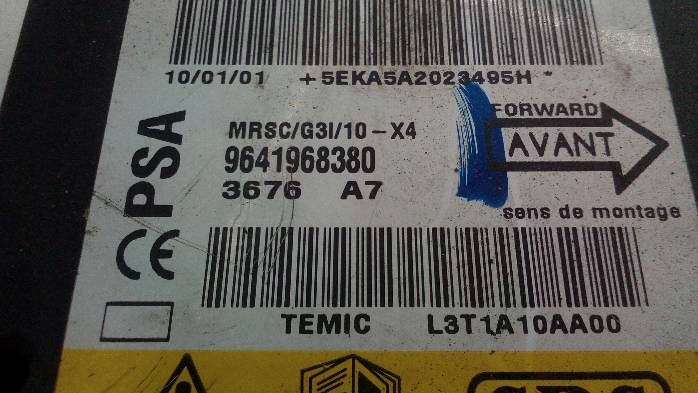 10/01/01 +5EKA5A2023495H*
PSA
MRSC/G3I/10-X4
9641968380
3676 A7
FORWARD
AVANT
sens de montage
CE
TEMIC L3T1A10AA00